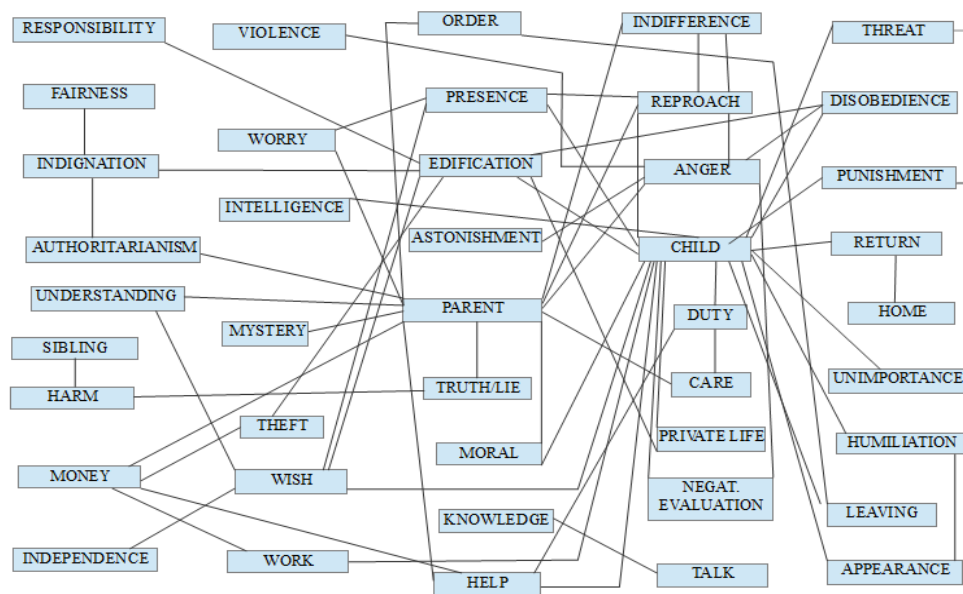 RESPONSIBILITY
VIOLENCE
ORDER
INDIFFERENCE
THREAT
FAIRNESS
PRESENCE
REPROACH
DISOBEDIENCE
WORRY
INDIGNATION
EDIFICATION
ANGER
PUNISHMENT
INTELLIGENCE
AUTHORITARIANISM
ASTONISHMENT
CHILD
RETURN
UNDERSTANDING
PARENT
DUTY
HOME
MYSTERY
SIBLING
HARM
TRUTH/LIE
CARE
UNIMPORTANCE
THEFT
MORAL
PRIVATE LIFE
HUMILIATION
MONEY
WISH
NEGAT.
EVALUATION
KNOWLEDGE
LEAVING
INDEPENDENCE
WORK
HELP
TALK
APPEARANCE